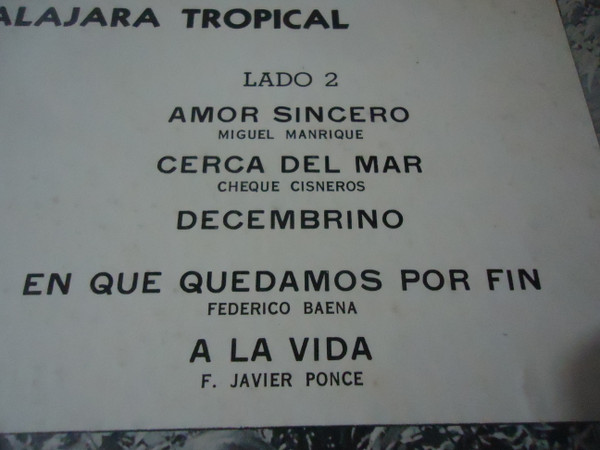 ALAJARA TROPICAL
LADO 2
AMOR SINCERO
MIGUEL MANRIQUE
CERCA DEL MAR
CHEQUE CISNEROS
DECEMBRINO
EN QUE QUEDAMOS POR FIN
FEDERICO BAENA
A LA VIDA
F. JAVIER PONCE